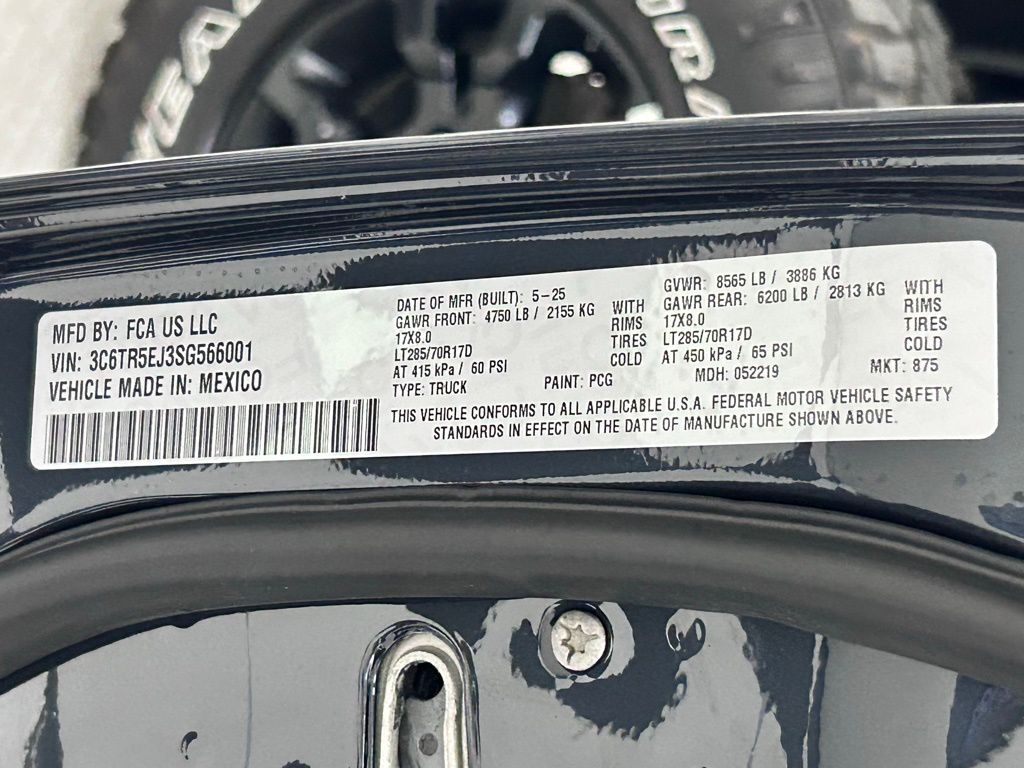 MFD BY: FCA US LLC
VIN: 3C6TR5EJ3SG566001
VEHICLE MADE IN: MEXICO
DATE OF MFR (BUILT): 5-25
GAWR FRONT: 4750 LB / 2155 KG WITH
17X8.0 RIMS
LT285/70R17D TIRES
AT 415 kPa / 60 PSI COLD
TYPE: TRUCK PAINT: PCG
GVWR: 8565 LB / 3886 KG
GAWR REAR: 6200 LB / 2813 KG WITH
17X8.0 RIMS
LT285/70R17D TIRES
AT 450 kPa / 65 PSI COLD
MDH: 052219 MKT: 875
THIS VEHICLE CONFORMS TO ALL APPLICABLE U.S.A. FEDERAL MOTOR VEHICLE SAFETY
STANDARDS IN EFFECT ON THE DATE OF MANUFACTURE SHOWN ABOVE.